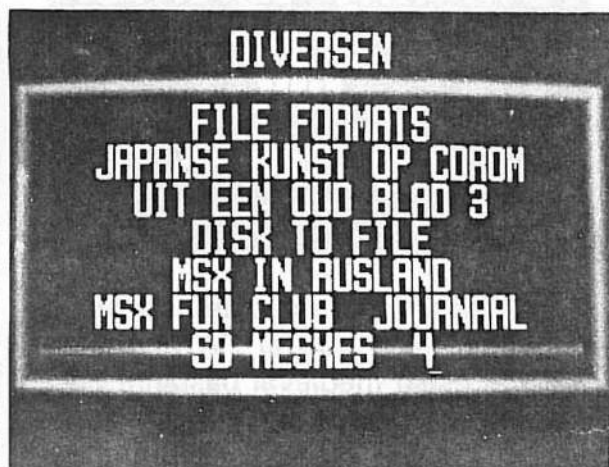 DIVERSEN
FILE FORMATS
JAPANSE KUNST OP CDROM
UIT EEN OUD BLAD 3
DISK TO FILE
MSX IN RUSLAND
MSX FUN CLUB JOURNAAL
SD MESXES 4